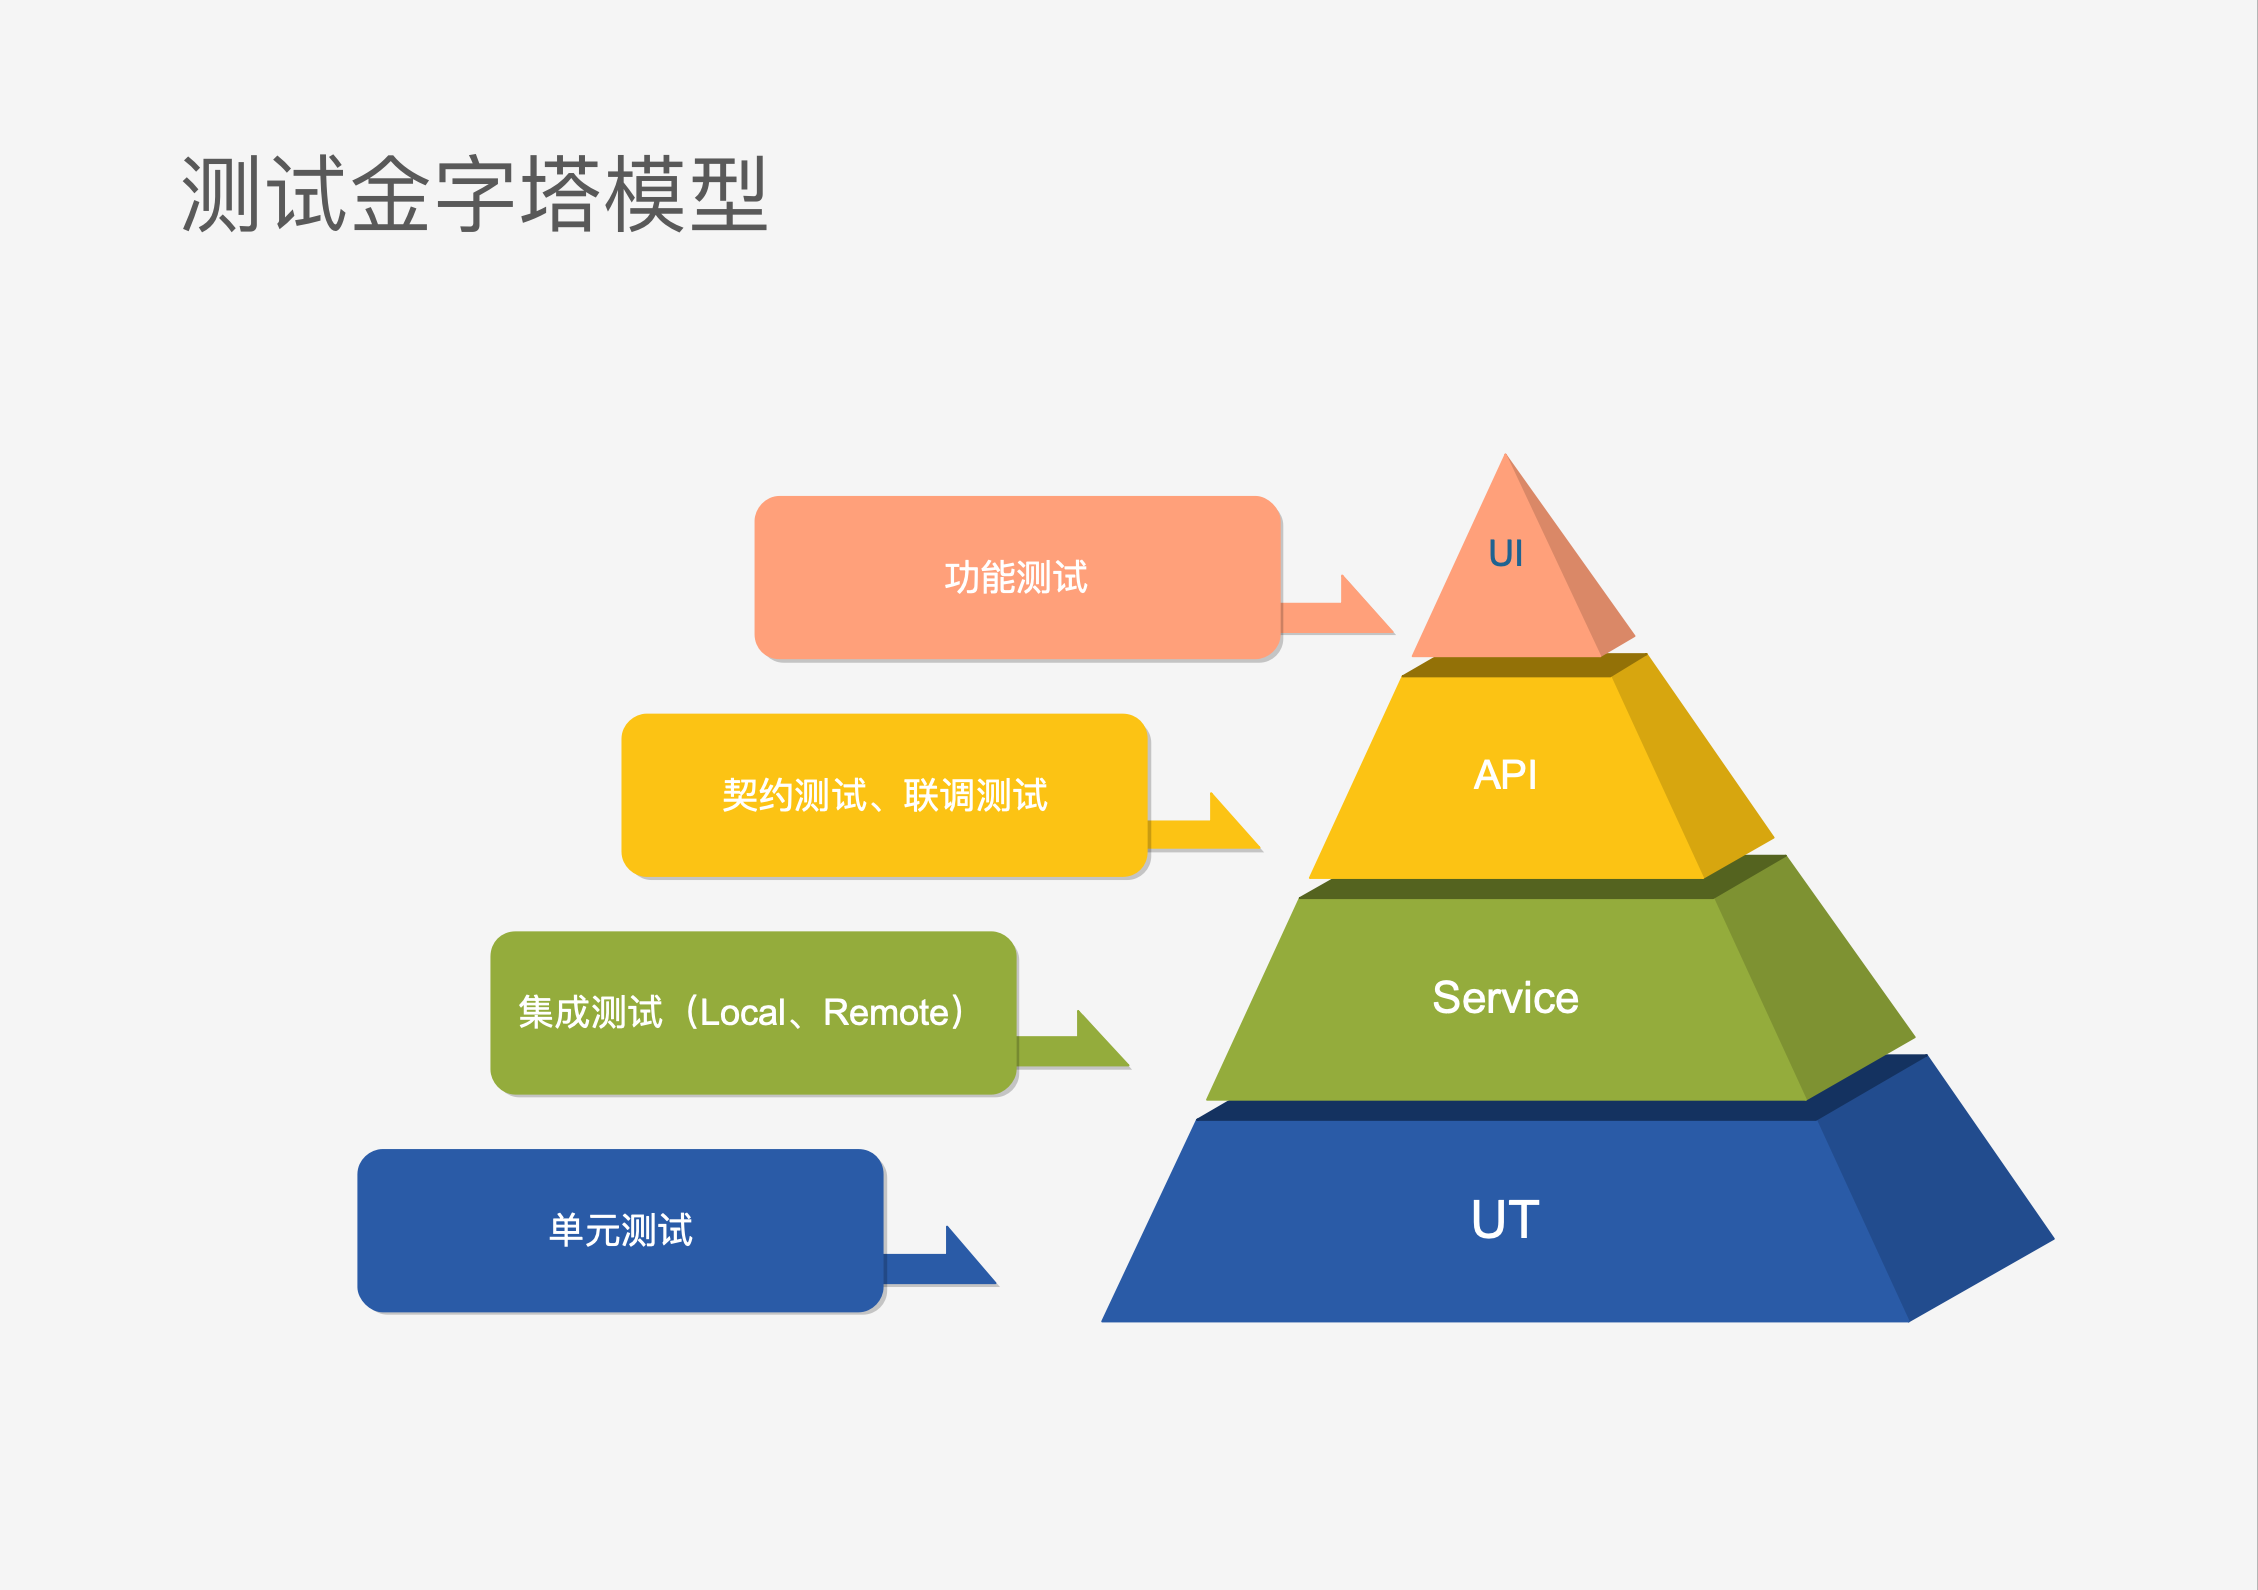 测试金字塔模型
功能测试
UI
契约测试、联调测试
API
集成测试（Local、Remote）
Service
单元测试
UT